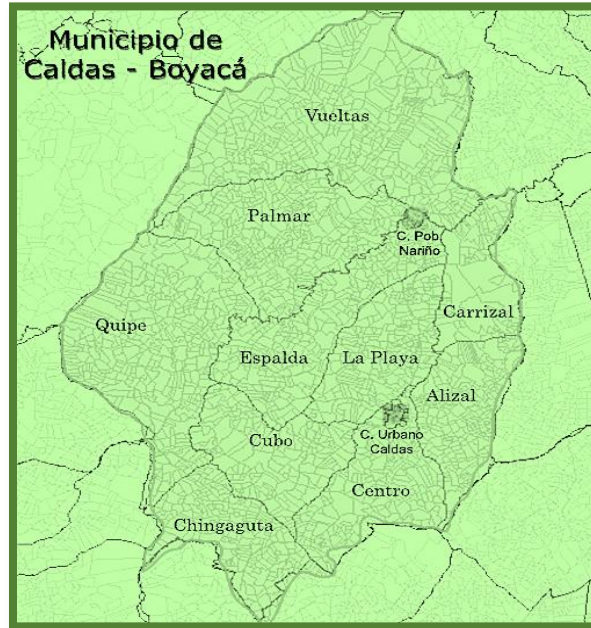 Municipio de
Caldas - Boyacá
Vueltas
Palmar
C. Pob.
Nariño
Quipe
Carrizal
Espalda
La Playa
Alizal
Cubo
C. Urbano
Caldas
Centro
Chingaguta